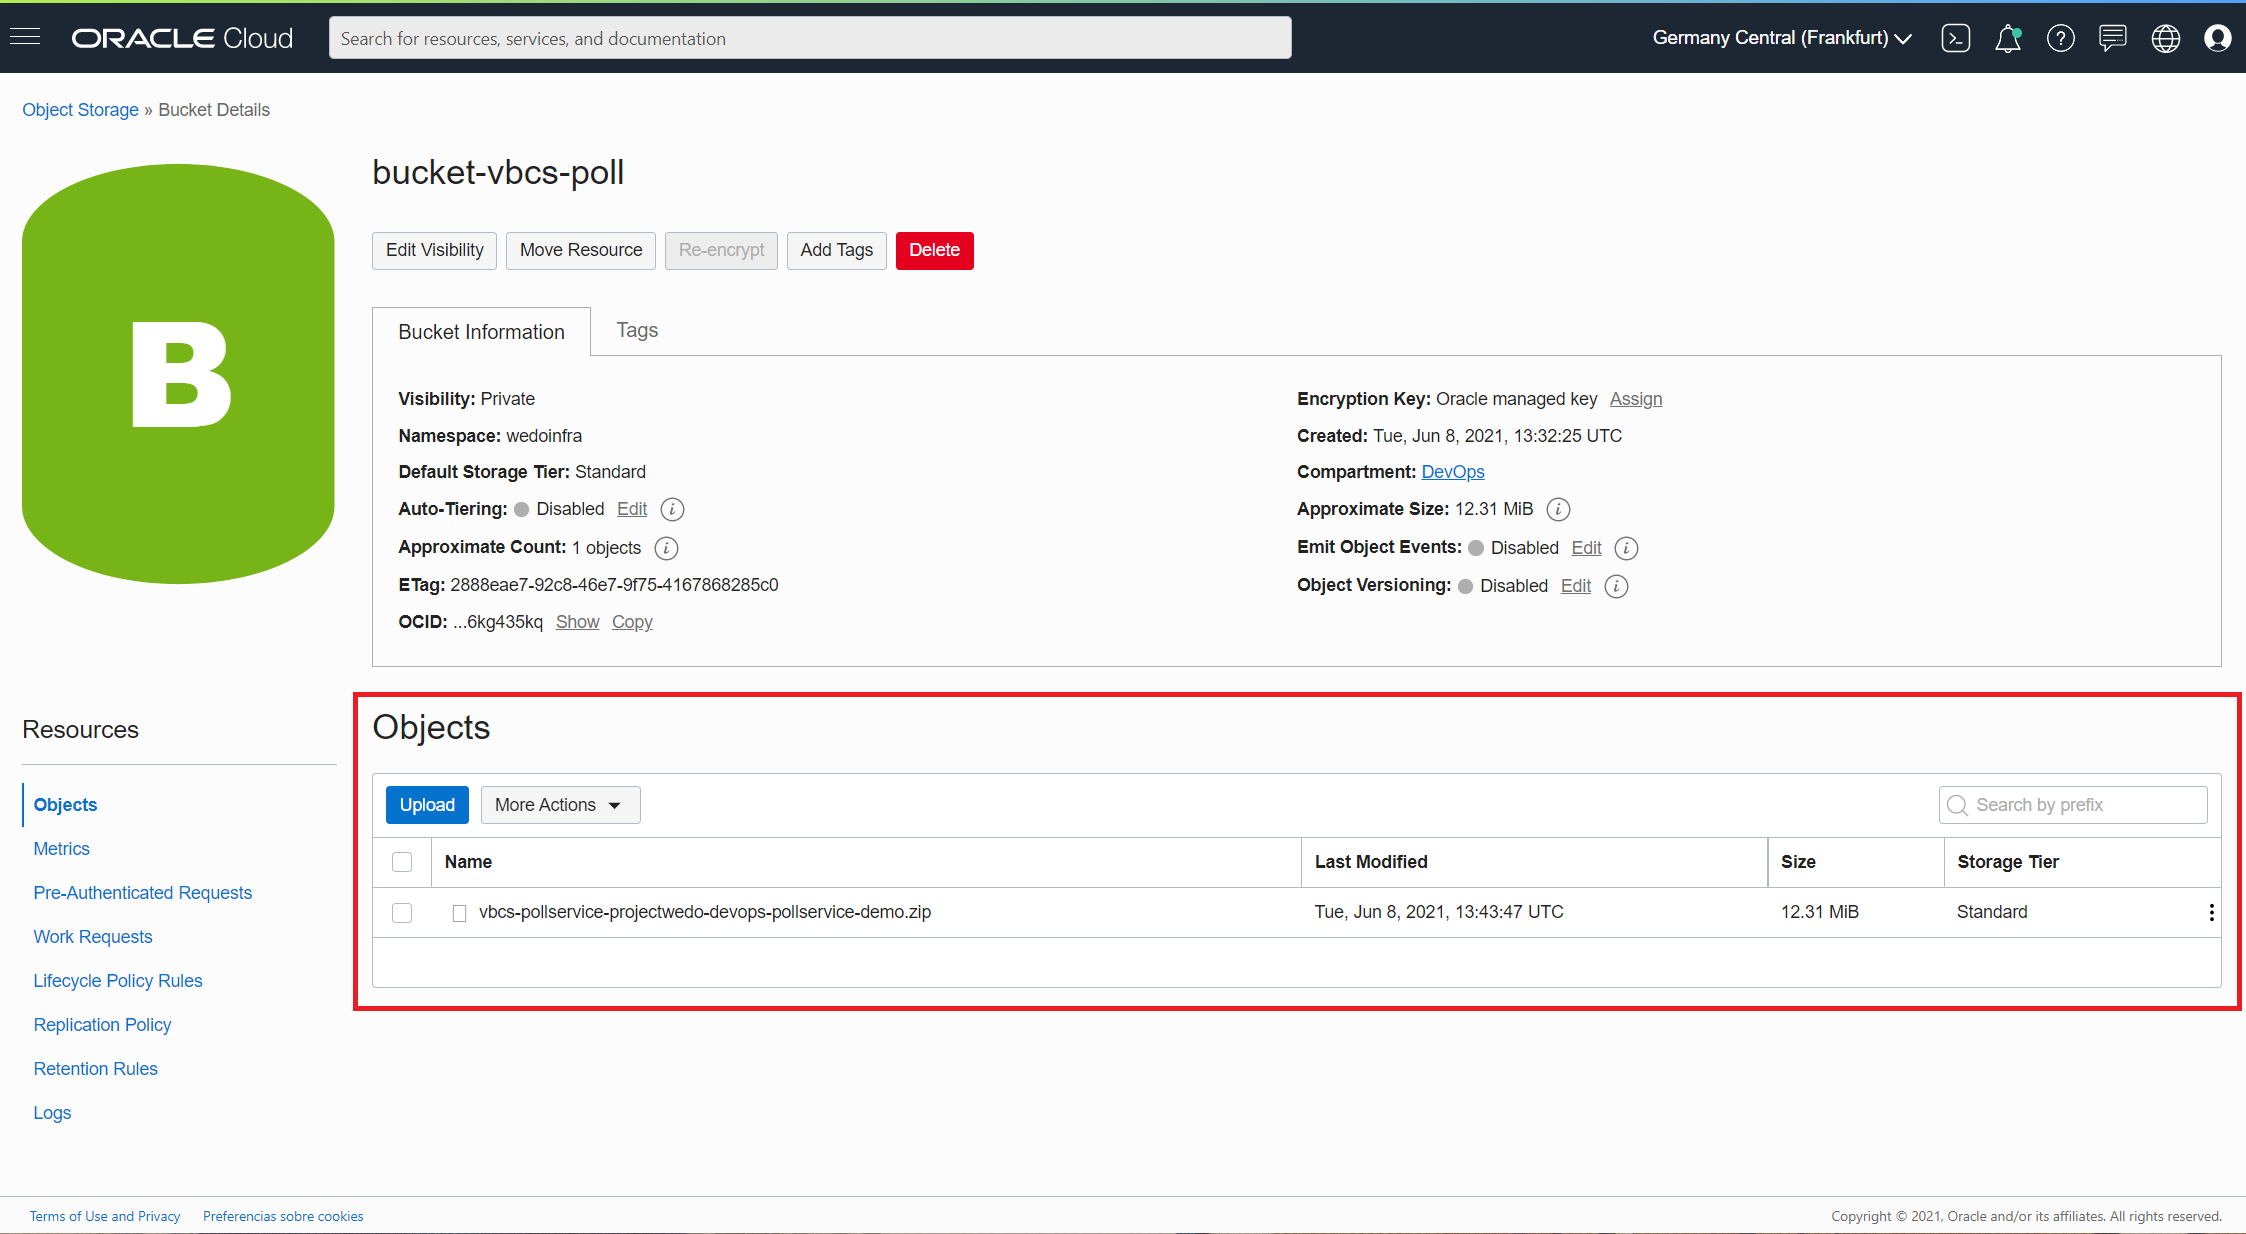 ORACLE Cloud
Search for resources, services, and documentation
Germany Central (Frankfurt)
Object Storage » Bucket Details
B
bucket-vbcs-poll
Edit Visibility Move Resource Re-encrypt Add Tags Delete
Bucket Information Tags
Visibility: Private
Namespace: wedoinfra
Default Storage Tier: Standard
Auto-Tiering: Disabled Edit i
Approximate Count: 1 objects i
ETag: 2888eae7-92c8-46e7-9f75-4167868285c0
OCID: ...6kg435kq Show Copy
Encryption Key: Oracle managed key Assign
Created: Tue, Jun 8, 2021, 13:32:25 UTC
Compartment: DevOps
Approximate Size: 12.31 MiB i
Emit Object Events: Disabled Edit i
Object Versioning: Disabled Edit i
Resources
Objects
Metrics
Pre-Authenticated Requests
Work Requests
Lifecycle Policy Rules
Replication Policy
Retention Rules
Logs
Objects
Upload More Actions Search by prefix
Name Last Modified Size Storage Tier
vbcs-pollservice-projectwedo-devops-pollservice-demo.zip Tue, Jun 8, 2021, 13:43:47 UTC 12.31 MiB Standard
Terms of Use and Privacy Preferencias sobre cookies
Copyright © 2021, Oracle and/or its affiliates. All rights reserved.